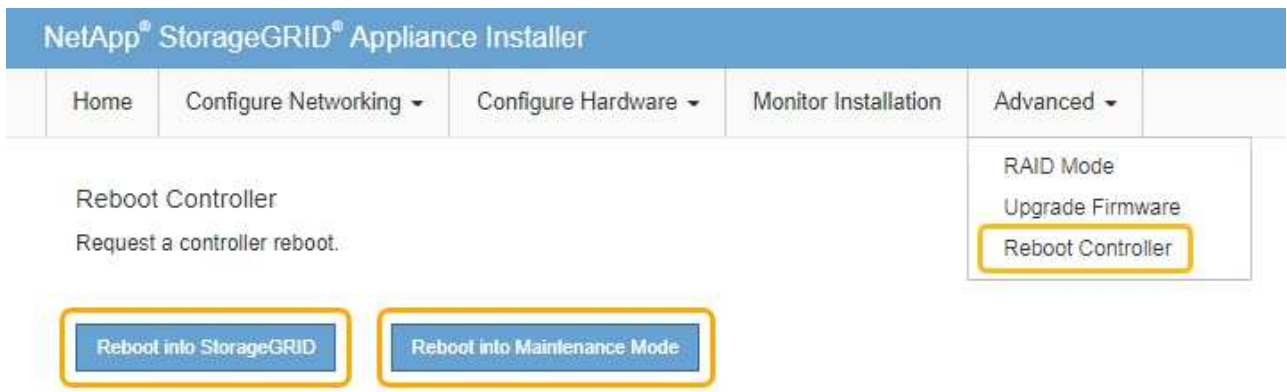 NetApp® StorageGRID® Appliance Installer
Home Configure Networking Configure Hardware Monitor Installation Advanced
RAID Mode
Upgrade Firmware
Reboot Controller
Reboot Controller
Request a controller reboot.
Reboot into StorageGRID Reboot into Maintenance Mode